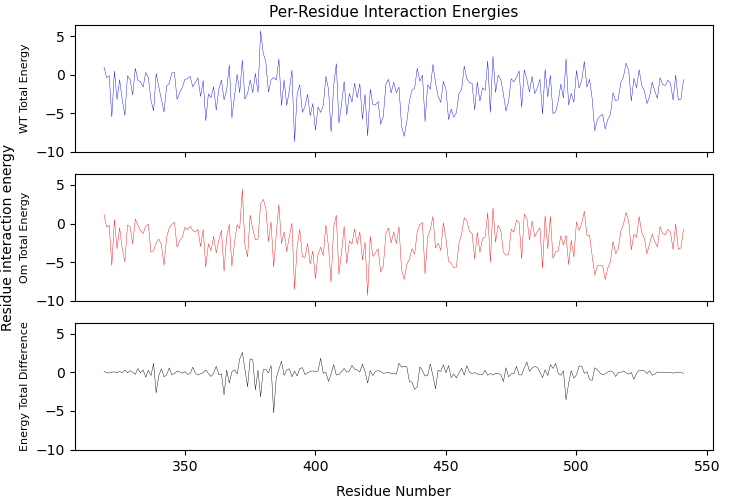 Per-Residue Interaction Energies
Residue interaction energy
WT Total Energy
5
0
−5
−10
Om Total Energy
5
0
−5
−10
Energy Total Difference
5
0
−5
−10
350 400 450 500 550
Residue Number